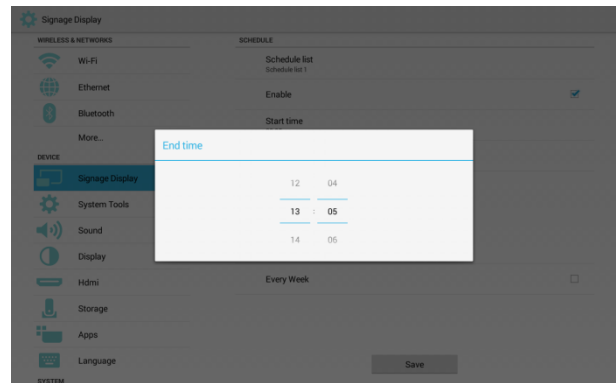 Signage Display
WIRELESS & NETWORKS
Wi-Fi
Ethernet
Bluetooth
More...
DEVICE
Signage Display
System Tools
Sound
Display
Hdmi
Storage
Apps
Language
SYSTEM
SCHEDULE
Schedule list
Schedule list 1
Enable
Start time
End time
12 04
13 : 05
14 06
Every Week
Save